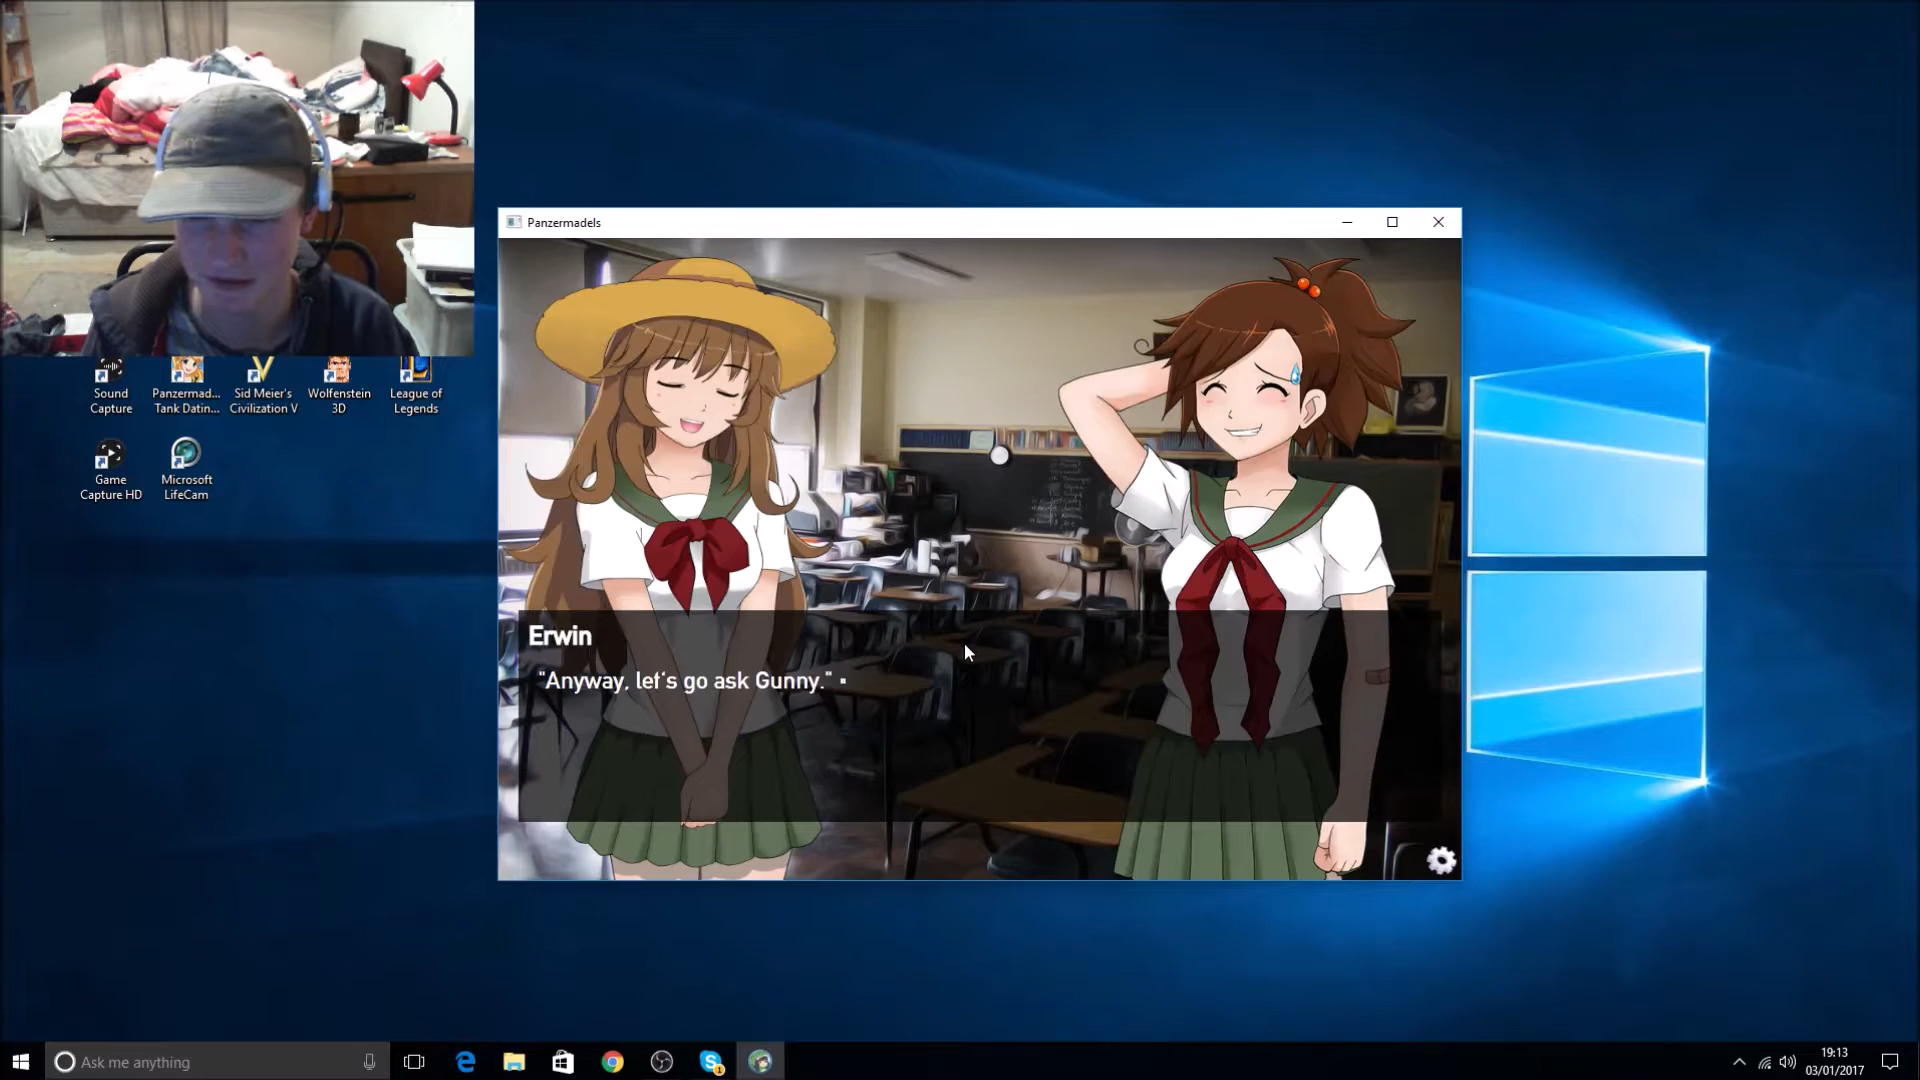 Panzermadels
Sound
Capture
Panzermad...
Tank Datin...
Sid Meier's
Civilization V
Wolfenstein
3D
League of
Legends
Game
Capture HD
Microsoft
LifeCam
Erwin
"Anyway, let's go ask Gunny."
Ask me anything
19:13
03/01/2017